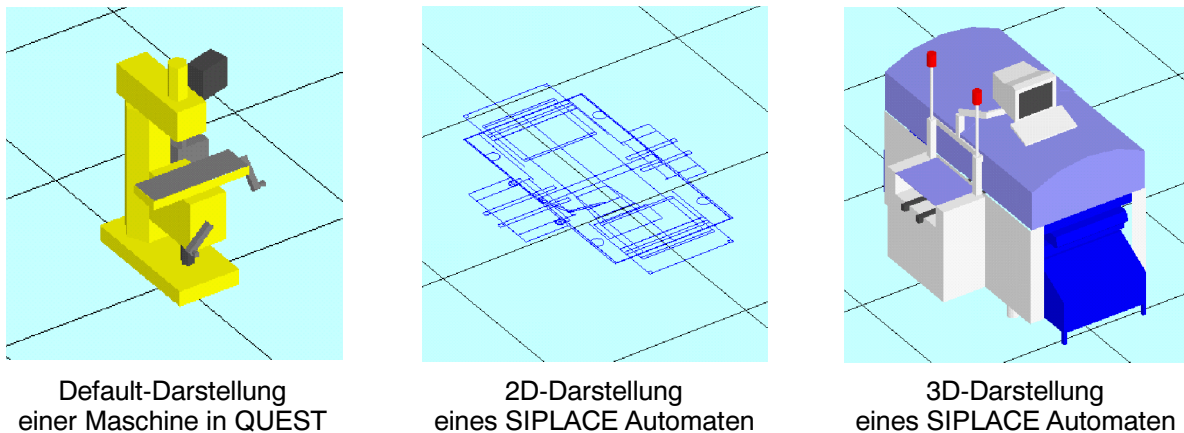 Default-Darstellung
einer Maschine in QUEST
2D-Darstellung
eines SIPLACE Automaten
3D-Darstellung
eines SIPLACE Automaten